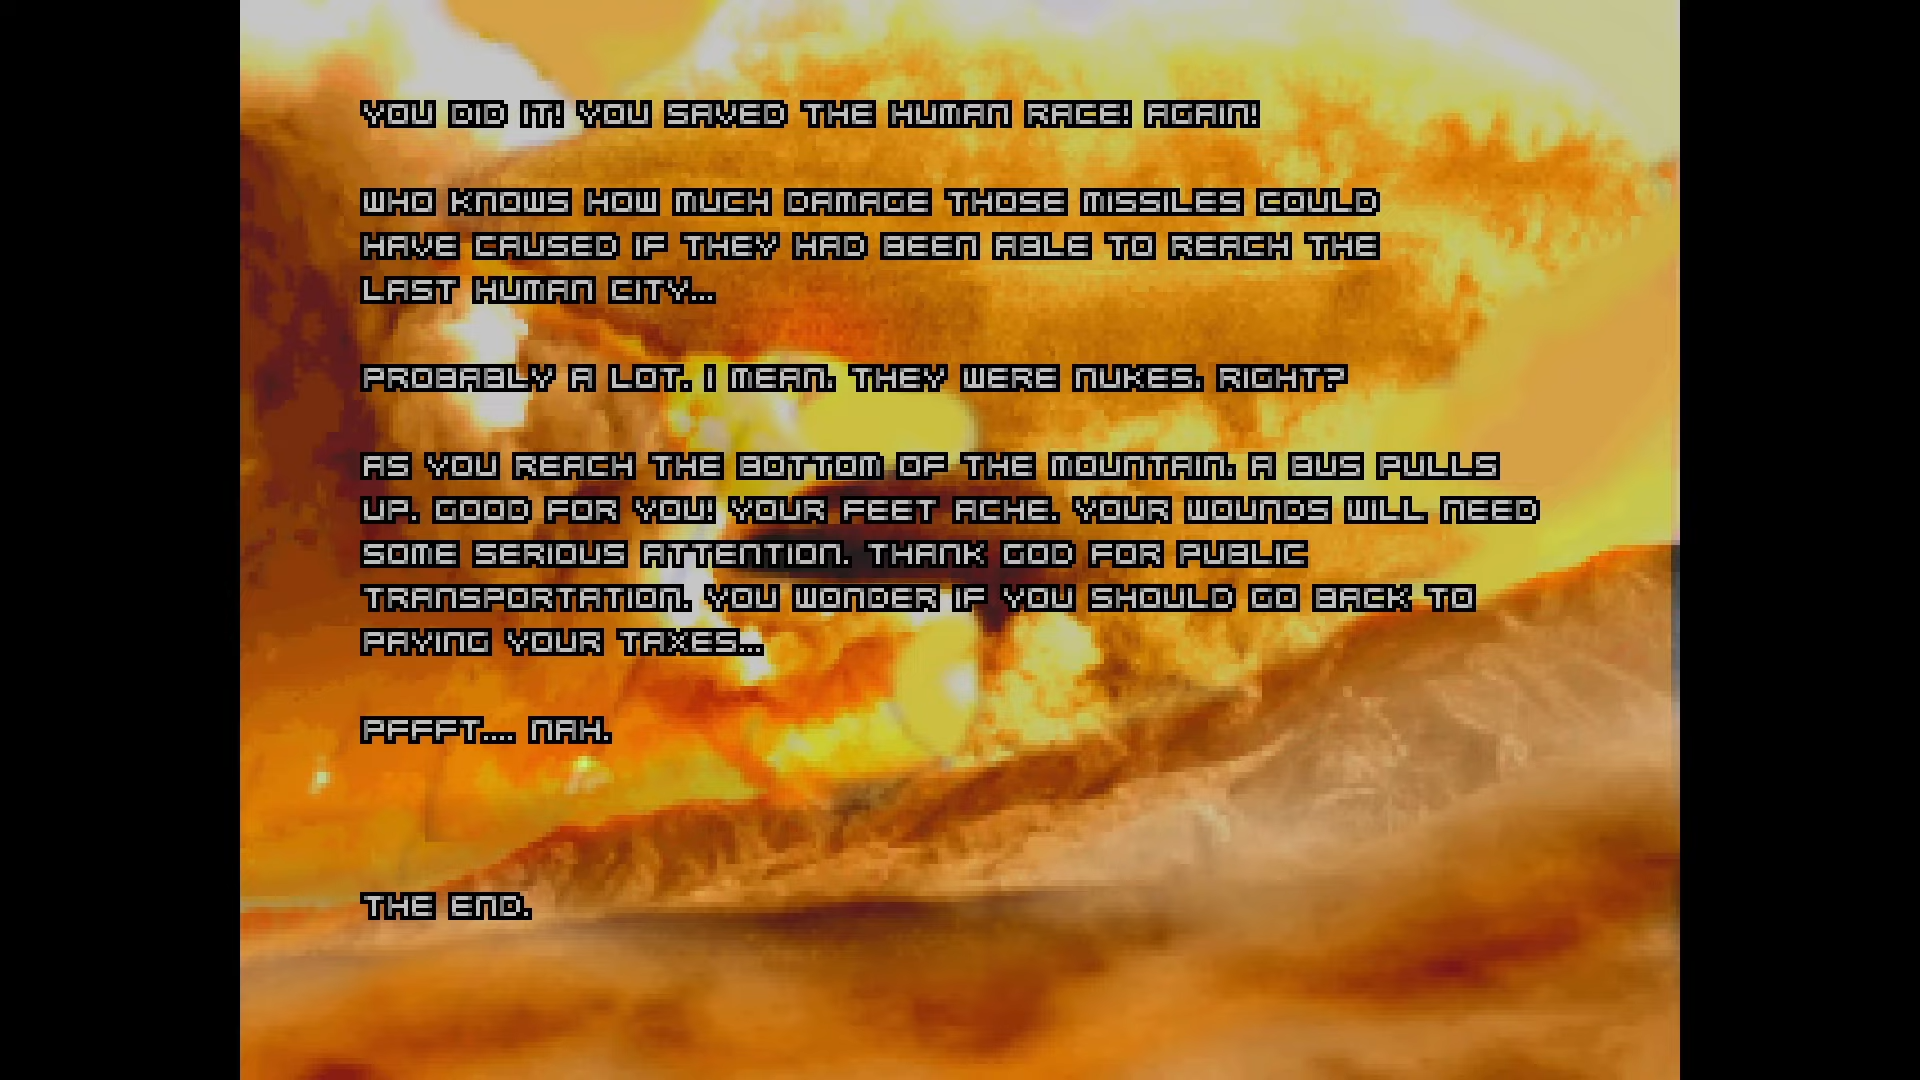 YOU DID IT! YOU SAVED THE HUMAN RACE! AGAIN!
WHO KNOWS HOW MUCH DAMAGE THOSE MISSILES COULD
HAVE CAUSED IF THEY HAD BEEN ABLE TO REACH THE
LAST HUMAN CITY...
PROBABLY A LOT. I MEAN, THEY WERE NUKES, RIGHT?
AS YOU REACH THE BOTTOM OF THE MOUNTAIN, A BUS PULLS
UP. GOOD FOR YOU! YOUR FEET ACHE. YOUR WOUNDS WILL NEED
SOME SERIOUS ATTENTION. THANK GOD FOR PUBLIC
TRANSPORTATION. YOU WONDER IF YOU SHOULD GO BACK TO
PAYING YOUR TAXES...
PFFFT.... NAH.
THE END.